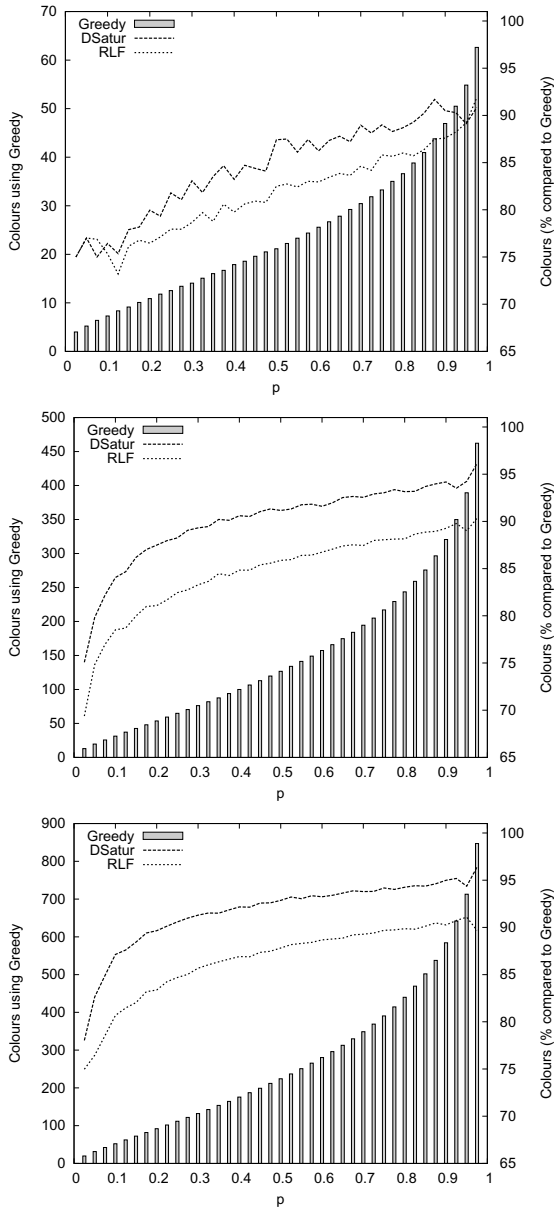 Greedy
DSatur
RLF
70
60
50
40
30
20
10
0
100
95
90
85
80
75
70
65
0 0.1 0.2 0.3 0.4 0.5 0.6 0.7 0.8 0.9 1
p
Colours using Greedy
Colours (% compared to Greedy)
Greedy
DSatur
RLF
500
450
400
350
300
250
200
150
100
50
0
100
95
90
85
80
75
70
65
0 0.1 0.2 0.3 0.4 0.5 0.6 0.7 0.8 0.9 1
p
Colours using Greedy
Colours (% compared to Greedy)
Greedy
DSatur
RLF
900
800
700
600
500
400
300
200
100
0
100
95
90
85
80
75
70
65
0 0.1 0.2 0.3 0.4 0.5 0.6 0.7 0.8 0.9 1
p
Colours using Greedy
Colours (% compared to Greedy)